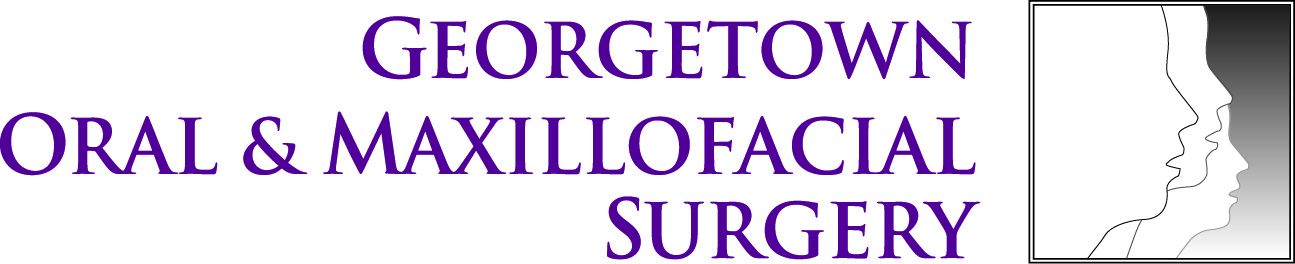 GEORGETOWN
ORAL & MAXILLOFACIAL
SURGERY